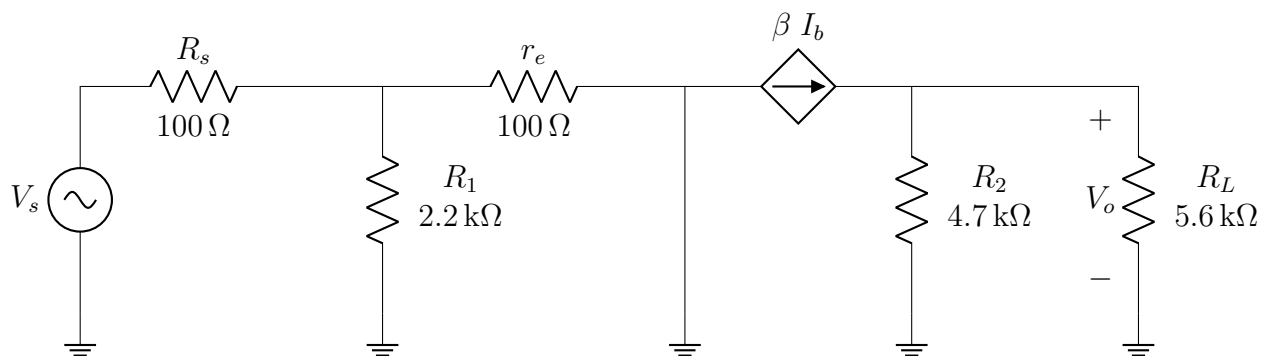 β I_b
R_s
100 Ω
r_e
100 Ω
V_s
R_1
2.2 kΩ
R_2
4.7 kΩ
+
V_o
−
R_L
5.6 kΩ